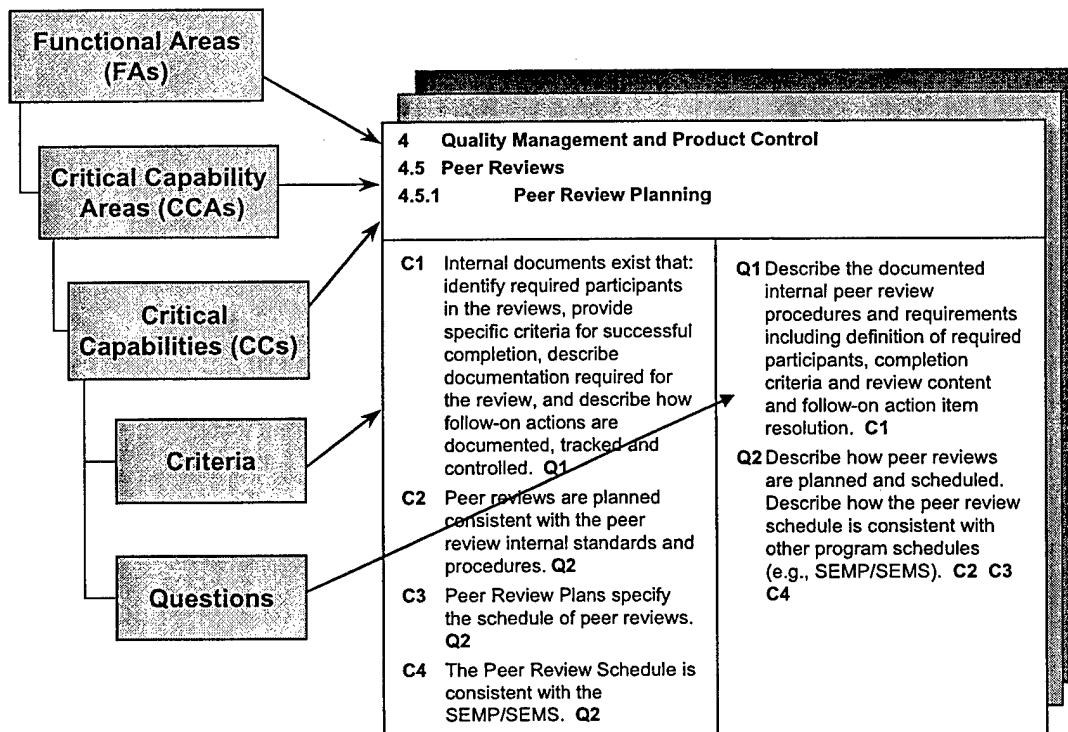 Functional Areas
(FAs)
Critical Capability
Areas (CCAs)
Critical
Capabilities (CCs)
Criteria
Questions
4 Quality Management and Product Control
4.5 Peer Reviews
4.5.1 Peer Review Planning
C1 Internal documents exist that:
identify required participants
in the reviews, provide
specific criteria for successful
completion, describe
documentation required for
the review, and describe how
follow-on actions are
documented, tracked and
controlled. Q1
C2 Peer reviews are planned
consistent with the peer
review internal standards and
procedures. Q2
C3 Peer Review Plans specify
the schedule of peer reviews.
Q2
C4 The Peer Review Schedule is
consistent with the
SEMP/SEMS. Q2
Q1 Describe the documented
internal peer review
procedures and requirements
including definition of required
participants, completion
criteria and review content
and follow-on action item
resolution. C1
Q2 Describe how peer reviews
are planned and scheduled.
Describe how the peer review
schedule is consistent with
other program schedules
(e.g., SEMP/SEMS). C2 C3
C4